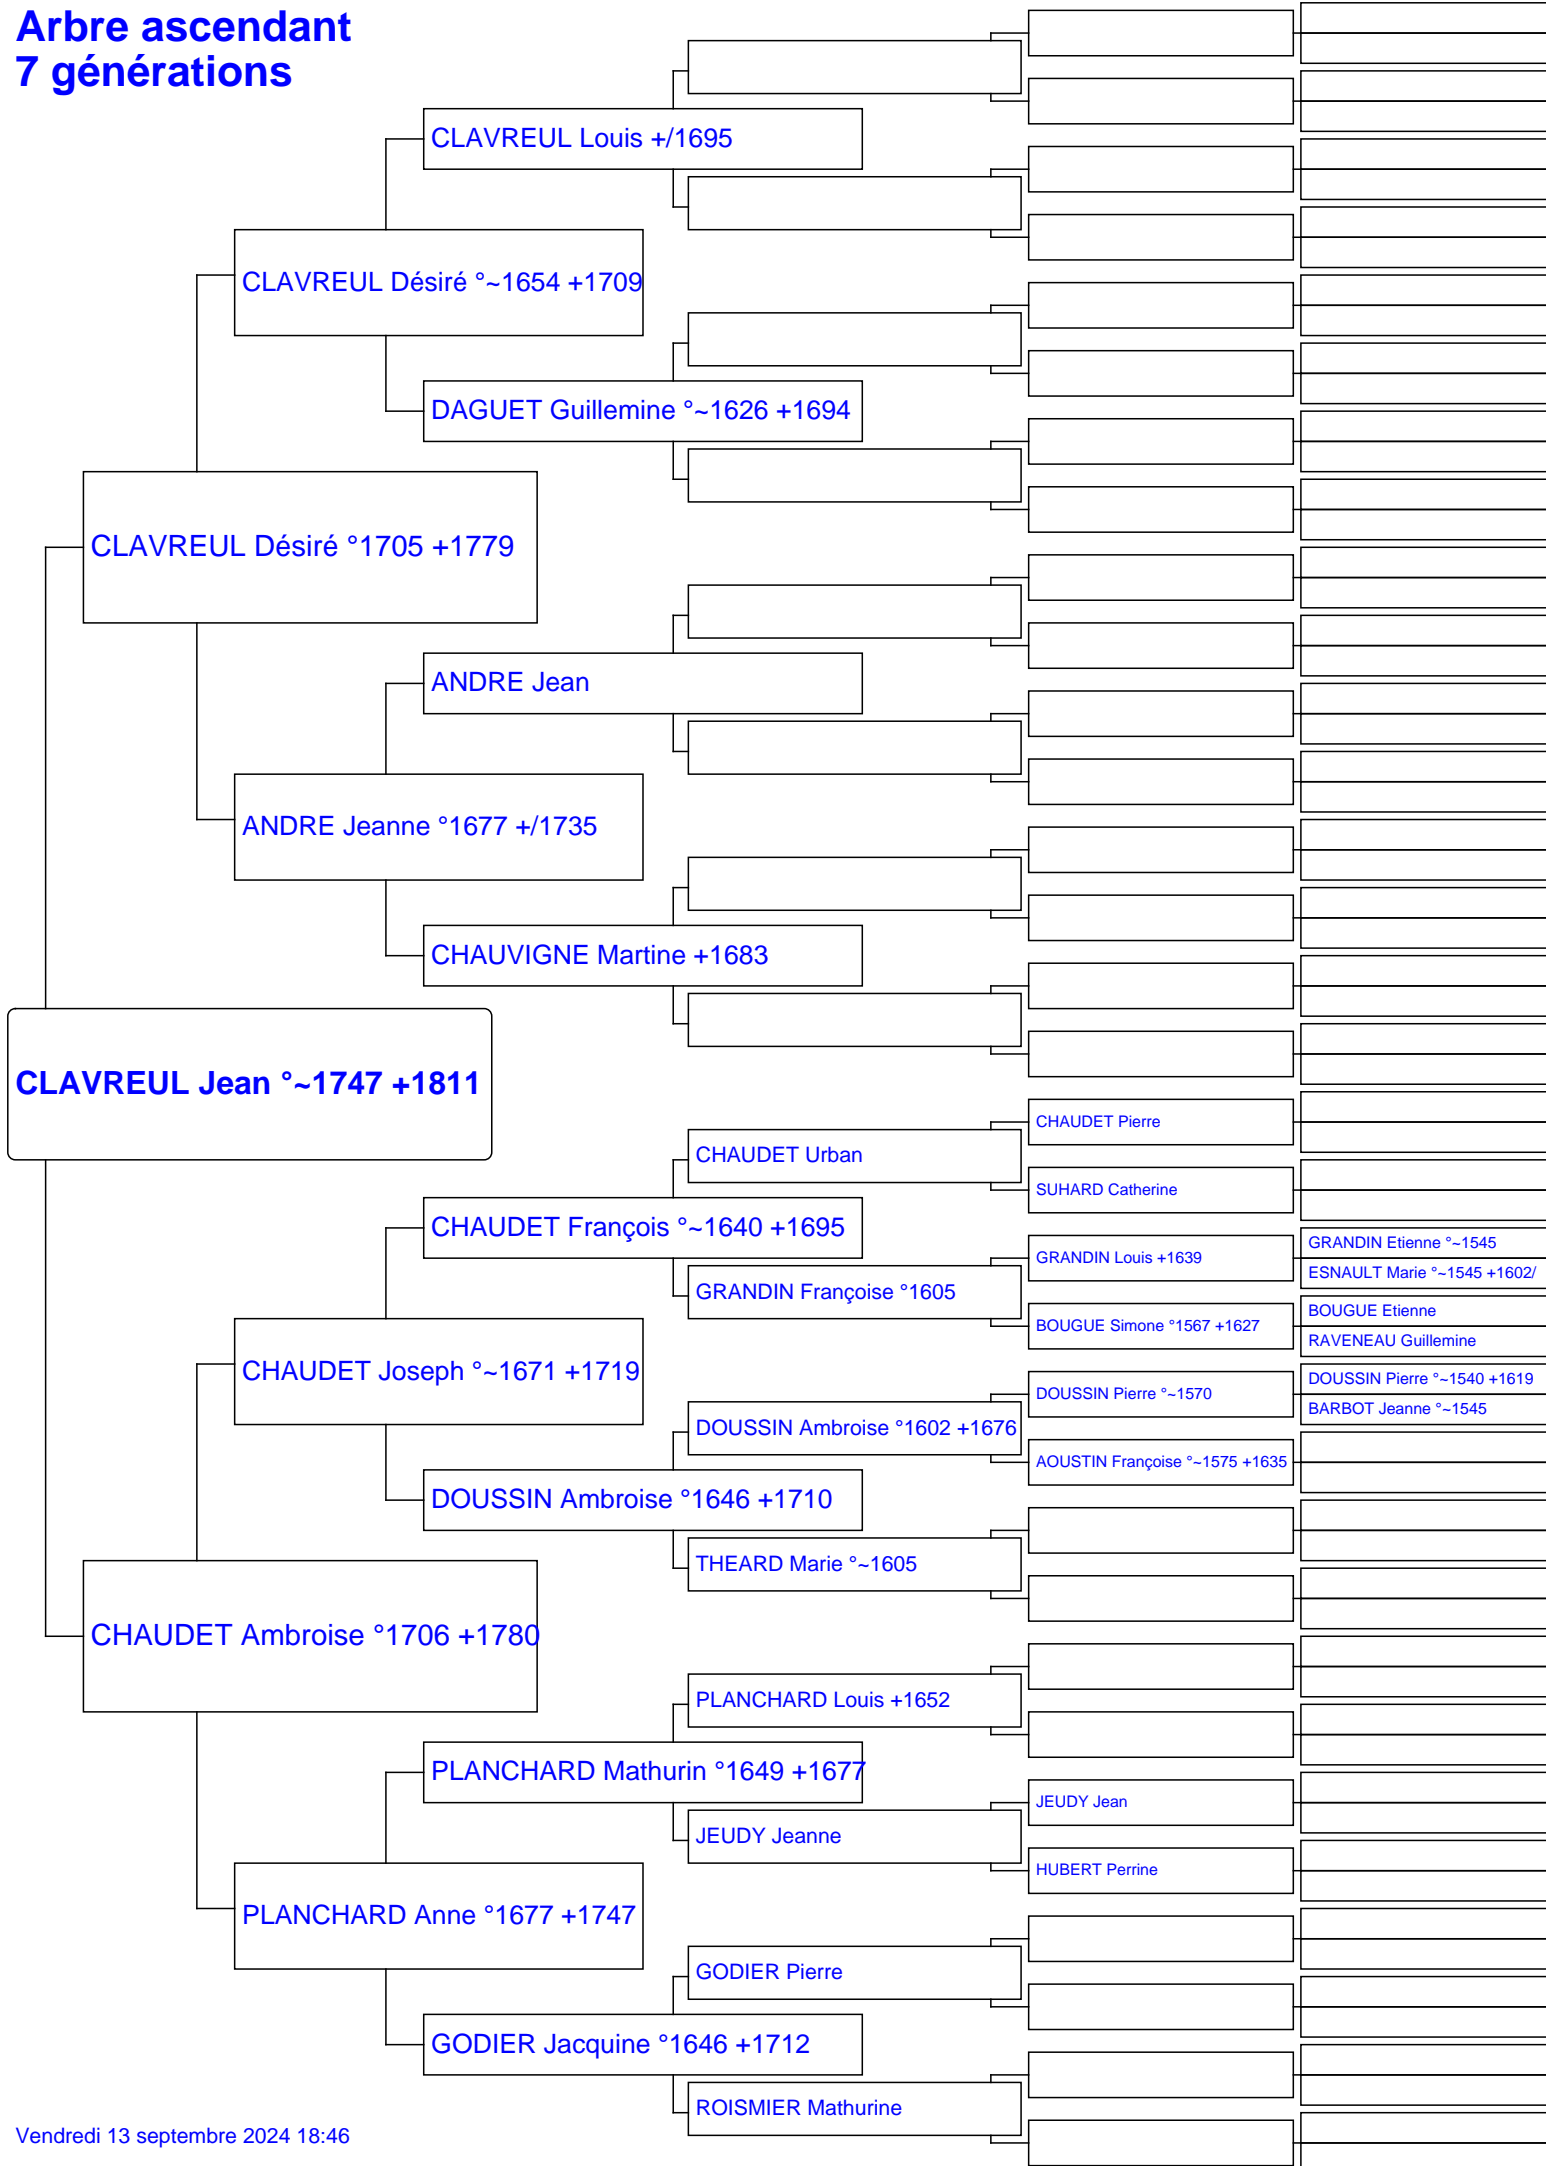 Arbre ascendant
7 générations
CLAVREUL Louis +/1695
CLAVREUL Désiré °~1654 +1709
DAGUET Guillemine °~1626 +1694
CLAVREUL Désiré °1705 +1779
ANDRE Jean
ANDRE Jeanne °1677 +/1735
CHAUVIGNE Martine +1683
CLAVREUL Jean °~1747 +1811
CHAUDET Pierre
CHAUDET Urban
SUHARD Catherine
CHAUDET François °~1640 +1695
GRANDIN Etienne °~1545
GRANDIN Louis +1639
ESNAULT Marie °~1545 +1602/
GRANDIN Françoise °1605
BOUGUE Etienne
BOUGUE Simone °1567 +1627
RAVENEAU Guillemine
CHAUDET Joseph °~1671 +1719
DOUSSIN Pierre °~1540 +1619
DOUSSIN Pierre °~1570
BARBOT Jeanne °~1545
DOUSSIN Ambroise °1602 +1676
AOUSTIN Françoise °~1575 +1635
DOUSSIN Ambroise °1646 +1710
THEARD Marie °~1605
CHAUDET Ambroise °1706 +1780
PLANCHARD Louis +1652
PLANCHARD Mathurin °1649 +1677
JEUDY Jean
JEUDY Jeanne
HUBERT Perrine
PLANCHARD Anne °1677 +1747
GODIER Pierre
GODIER Jacquine °1646 +1712
ROISMIER Mathurine
Vendredi 13 septembre 2024 18:46